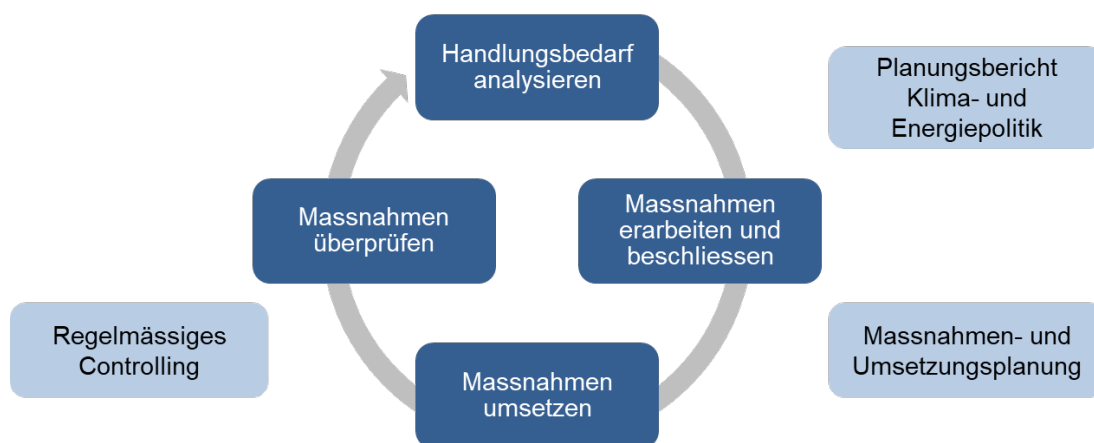 Handlungsbedarf
analysieren
Planungsbericht
Klima- und
Energiepolitik
Massnahmen
überprüfen
Massnahmen
erarbeiten und
beschliessen
Regelmässiges
Controlling
Massnahmen
umsetzen
Massnahmen- und
Umsetzungsplanung